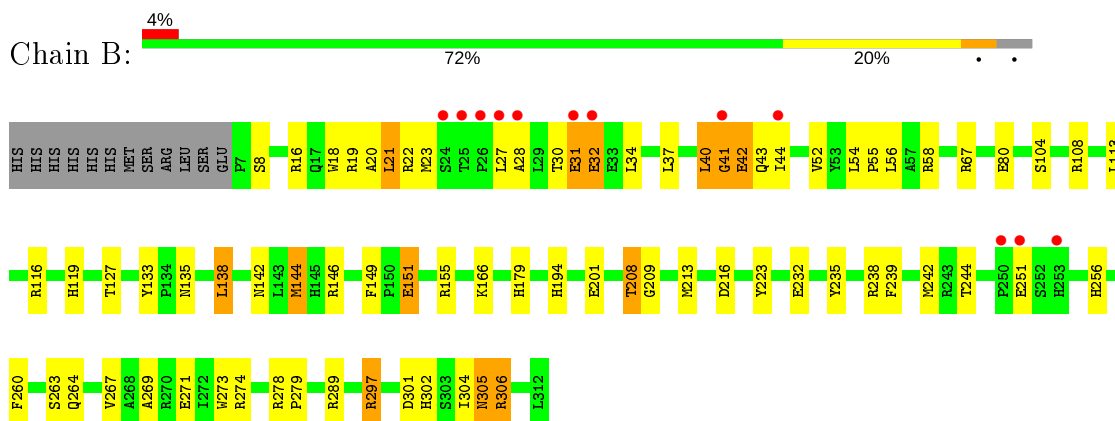 4%
Chain B:
72% 20% • •
HIS HIS HIS HIS HIS HIS MET SER ARG LEU SER GLU P7 S8 R16 Q17 W18 R19 A20 L21 R22 M23 S24 T25 P26 L27 A28 L29 T30 E31 E32 E33 L34 L37 L40 G41 E42 Q43 I44 V52 Y53 L54 P55 L56 A57 R58 R67 E80 S104 R108 L113
R116 H119 T127 Y133 P134 N135 L138 N142 L143 M144 H145 R146 F149 P150 E151 R155 K166 H179 H194 E201 T208 G209 M213 D216 Y223 E232 Y235 R238 F239 M242 R243 T244 P250 E251 S252 H253 H256
F260 S263 Q264 V267 A268 A269 R270 E271 I272 W273 R274 R278 P279 R289 R297 D301 H302 S303 I304 N305 R306 L312